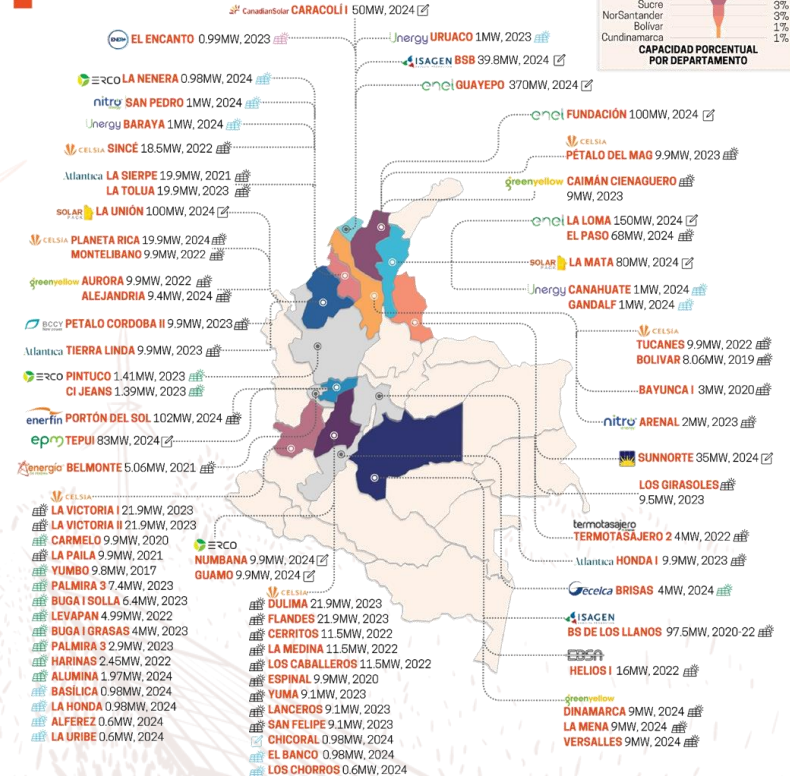 CanadianSolar CARACOLÍ I 50MW, 2024
EL ENCANTO 0.99MW, 2023
Unergy URUACO 1MW, 2023
ISAGEN BSB 39.8MW, 2024
enel GUAYEPO 370MW, 2024
Sucre 3%
NorSantander 3%
Bolívar 1%
Cundinamarca 1%
CAPACIDAD PORCENTUAL
POR DEPARTAMENTO
ERCO LA NENERA 0.98MW, 2024
nitro SAN PEDRO 1MW, 2024
Unergy BARAYA 1MW, 2024
CELSIA SINCÉ 18.5MW, 2022
Atlantica LA SIERPE 19.9MW, 2021
LA TOLUA 19.9MW, 2023
SOLAR PACK LA UNIÓN 100MW, 2024
CELSIA PLANETA RICA 19.9MW, 2024
MONTELIBANO 9.9MW, 2022
greenyellow AURORA 9.9MW, 2022
ALEJANDRIA 9.4MW, 2024
BCCY PETALO CORDOBA II 9.9MW, 2023
Atlantica TIERRA LINDA 9.9MW, 2023
ERCO PINTUCO 1.41MW, 2023
CI JEANS 1.39MW, 2023
enerfin PORTÓN DEL SOL 102MW, 2024
epm TEPUI 83MW, 2024
energía BELMONTE 5.06MW, 2021
enel FUNDACIÓN 100MW, 2024
CELSIA
PÉTALO DEL MAG 9.9MW, 2023
greenyellow CAIMÁN CIENAGUERO
9MW, 2023
enel LA LOMA 150MW, 2024
EL PASO 68MW, 2024
SOLAR PACK LA MATA 80MW, 2024
Unergy CANAHUATE 1MW, 2024
GANDALF 1MW, 2024
CELSIA
TUCANES 9.9MW, 2022
BOLIVAR 8.06MW, 2019
BAYUNCA I 3MW, 2020
nitro ARENAL 2MW, 2023
SUNNORTE 35MW, 2024
LOS GIRASOLES
9.5MW, 2023
termotasajero
TERMOTASAJERO 2 4MW, 2022
Atlantica HONDA I 9.9MW, 2023
Gecelca BRISAS 4MW, 2024
ISAGEN
BS DE LOS LLANOS 97.5MW, 2020-22
EBSA
HELIOS I 16MW, 2022
greenyellow
DINAMARCA 9MW, 2024
LA MENA 9MW, 2024
VERSALLES 9MW, 2024
CELSIA
LA VICTORIA I 21.9MW, 2023
LA VICTORIA II 21.9MW, 2023
CARMELO 9.9MW, 2020
LA PAILA 9.9MW, 2021
YUMBO 9.8MW, 2017
PALMIRA 3 7.4MW, 2023
BUGA I SOLLA 6.4MW, 2023
LEVAPAN 4.99MW, 2022
BUGA I GRASAS 4MW, 2023
PALMIRA 3 2.9MW, 2023
HARINAS 2.45MW, 2022
ALUMINA 1.97MW, 2024
BASÍLICA 0.98MW, 2024
LA HONDA 0.98MW, 2024
ALFEREZ 0.6MW, 2024
LA URIBE 0.6MW, 2024
ERCO
NUMBANA 9.9MW, 2024
GUAMO 9.9MW, 2024
CELSIA
DULIMA 21.9MW, 2023
FLANDES 21.9MW, 2023
CERRITOS 11.5MW, 2022
LA MEDINA 11.5MW, 2022
LOS CABALLEROS 11.5MW, 2022
ESPINAL 9.9MW, 2020
YUMA 9.1MW, 2023
LANCEROS 9.1MW, 2023
SAN FELIPE 9.1MW, 2023
CHICORAL 0.98MW, 2024
EL BANCO 0.98MW, 2024
LOS CHORROS 0.6MW, 2024